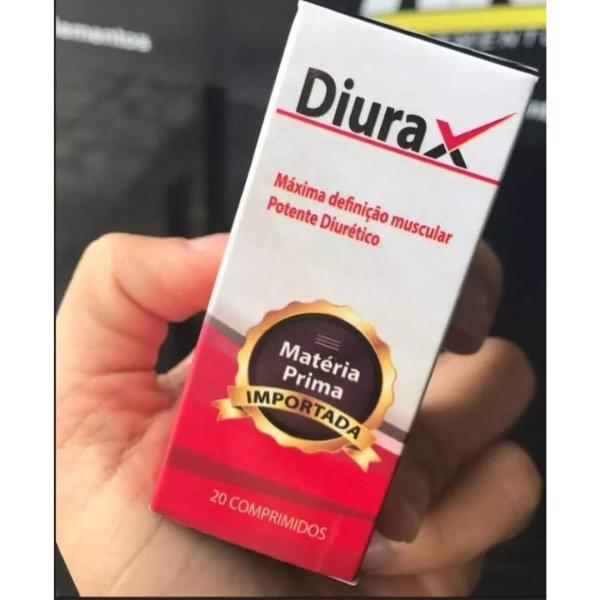 Diurax
Máxima definição muscular
Potente Diurético
Matéria
Prima
IMPORTADA
20 COMPRIMIDOS